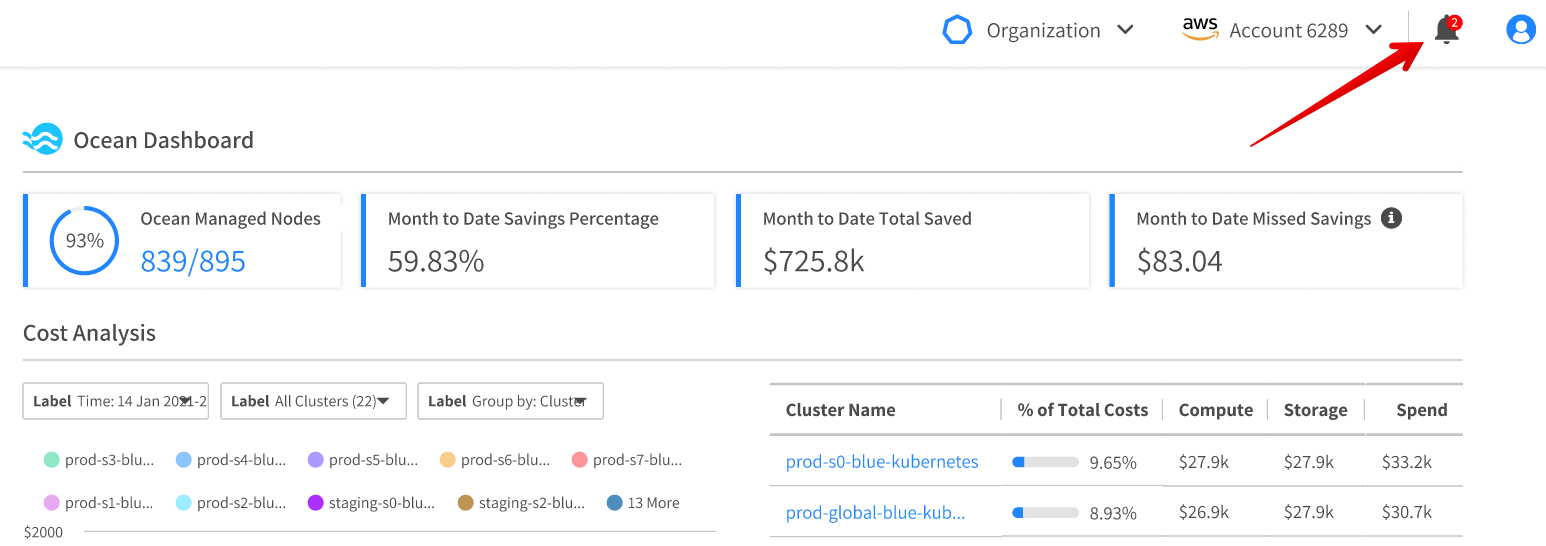 Organization
aws Account 6289
2
Ocean Dashboard
93%
Ocean Managed Nodes
839/895
Month to Date Savings Percentage
59.83%
Month to Date Total Saved
$725.8k
Month to Date Missed Savings i
$83.04
Cost Analysis
Label Time: 14 Jan 2021-2
Label All Clusters (22)
Label Group by: Cluster
prod-s3-blu... prod-s4-blu... prod-s5-blu... prod-s6-blu... prod-s7-blu...
prod-s1-blu... prod-s2-blu... staging-s0-blu... staging-s2-blu... 13 More
$2000
Cluster Name % of Total Costs Compute Storage Spend
prod-s0-blue-kubernetes 9.65% $27.9k $27.9k $33.2k
prod-global-blue-kub... 8.93% $26.9k $27.9k $30.7k